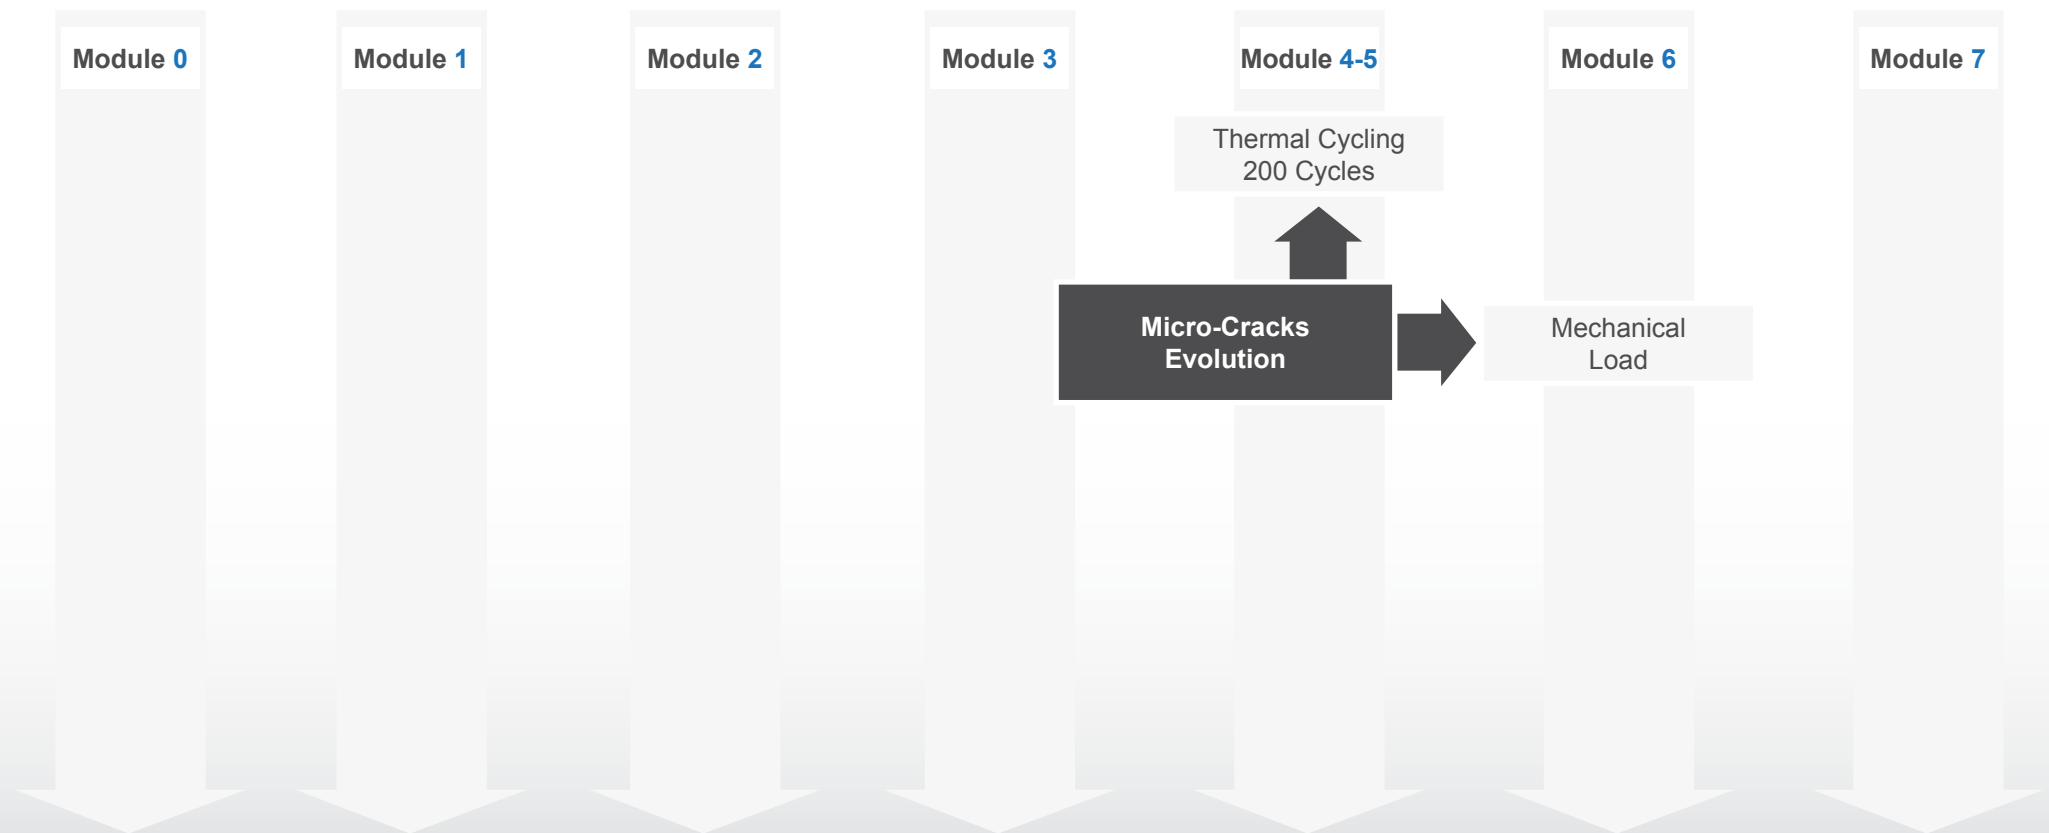 Module 0
Module 1
Module 2
Module 3
Module 4-5
Module 6
Module 7
Thermal Cycling
200 Cycles
Micro-Cracks
Evolution
Mechanical
Load